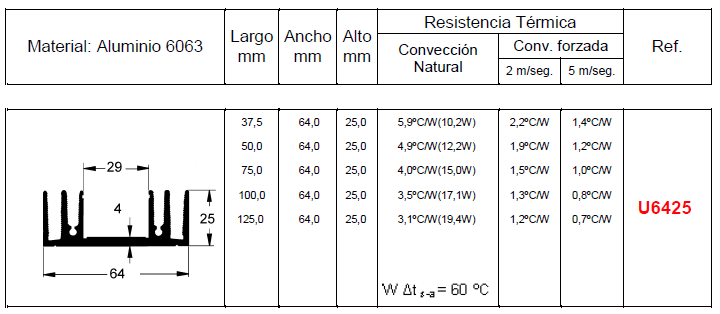 Material: Aluminio 6063
Largo mm
Ancho mm
Alto mm
Resistencia Térmica
Convección Natural
Conv. forzada
2 m/seg.
5 m/seg.
Ref.
37,5 64,0 25,0 5,9ºC/W(10,2W) 2,2ºC/W 1,4ºC/W
50,0 64,0 25,0 4,9ºC/W(12,2W) 1,9ºC/W 1,2ºC/W
75,0 64,0 25,0 4,0ºC/W(15,0W) 1,5ºC/W 1,0ºC/W
100,0 64,0 25,0 3,5ºC/W(17,1W) 1,3ºC/W 0,8ºC/W
125,0 64,0 25,0 3,1ºC/W(19,4W) 1,2ºC/W 0,7ºC/W
29
4
25
64
U6425
W Δt s-a = 60 ºC